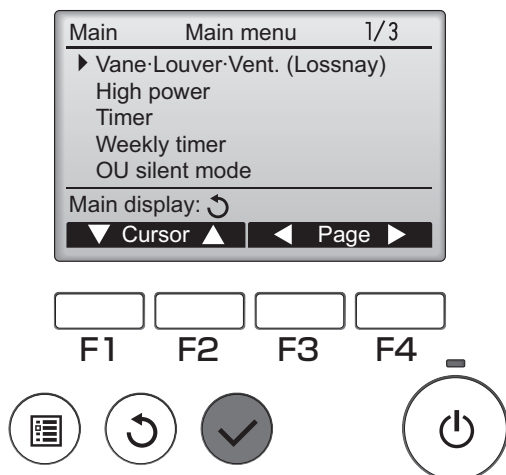 Main Main menu 1/3
Vane·Louver·Vent. (Lossnay)
High power
Timer
Weekly timer
OU silent mode
Main display:
Cursor Page
F1 F2 F3 F4